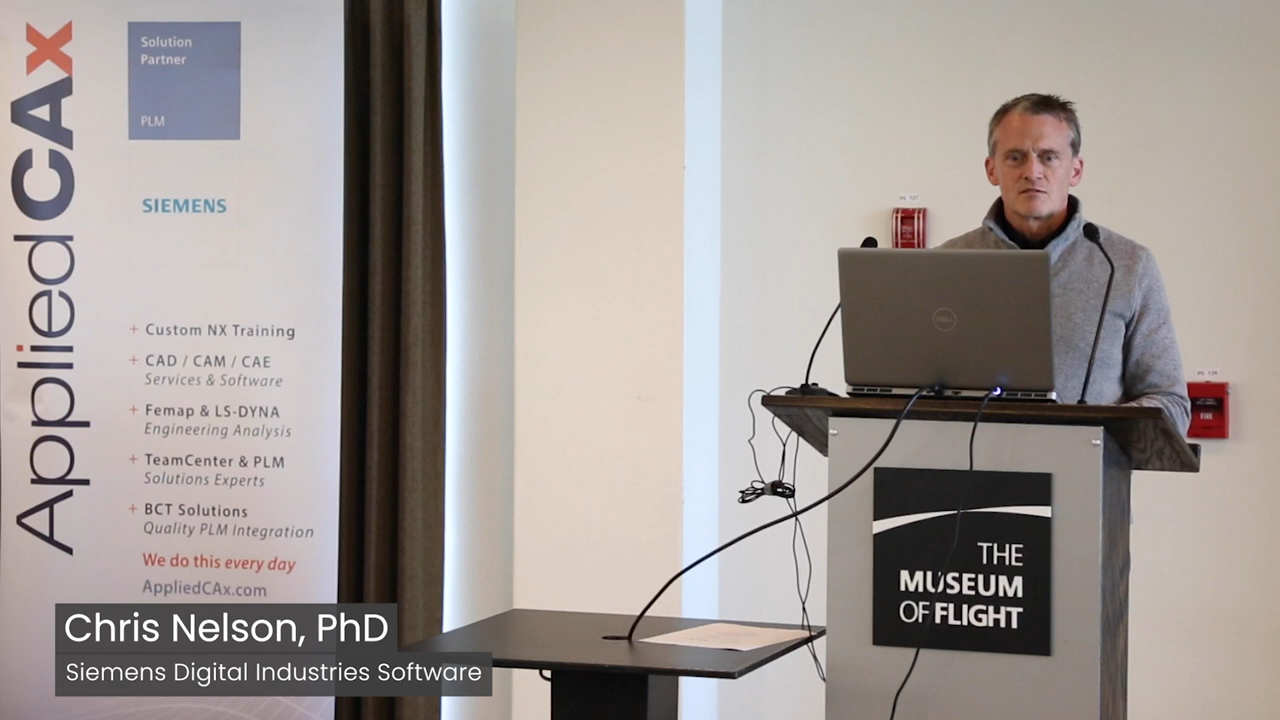 AppliedCAx
Solution
Partner
PLM
SIEMENS
+ Custom NX Training
+ CAD / CAM / CAE
Services & Software
+ Femap & LS-DYNA
Engineering Analysis
+ TeamCenter & PLM
Solutions Experts
+ BCT Solutions
Quality PLM Integration
We do this every day
AppliedCAx.com
Chris Nelson, PhD
Siemens Digital Industries Software
DELL
FIRE
THE
MUSEUM
OF FLIGHT